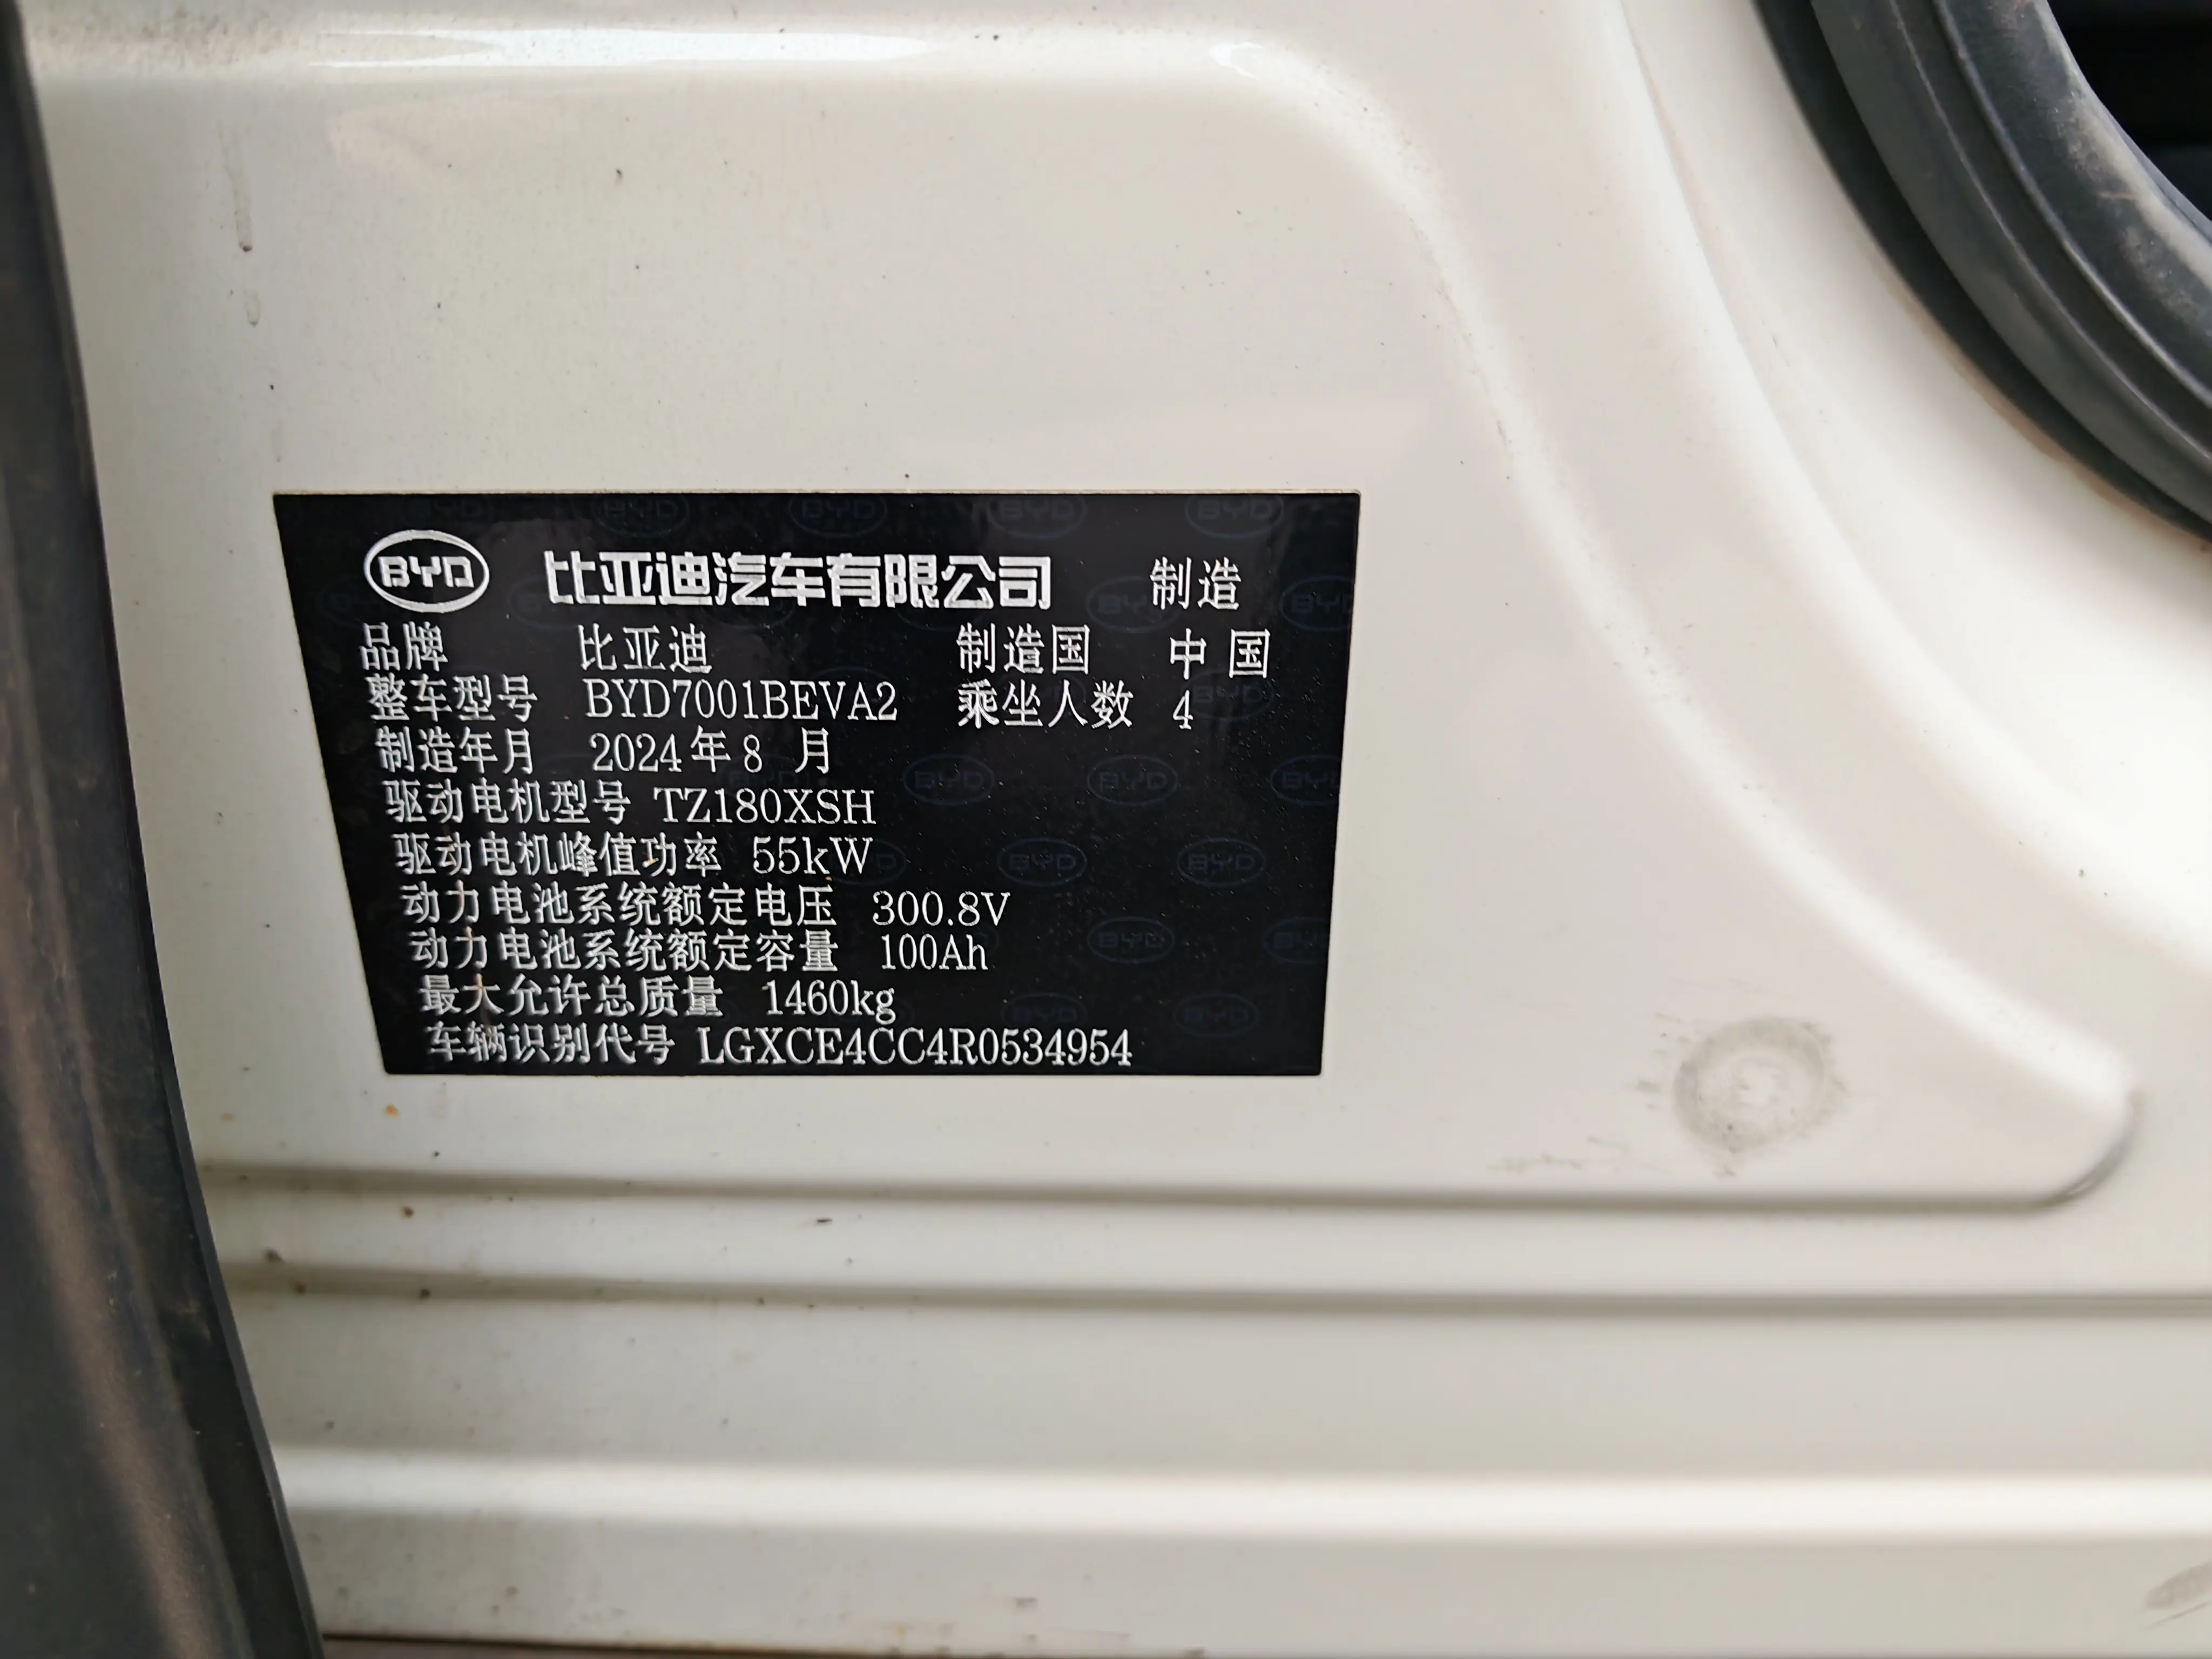 BYD 比亚迪汽车有限公司 制造
品牌 比亚迪 制造国 中国
整车型号 BYD7001BEVA2 乘坐人数 4
制造年月 2024年8月
驱动电机型号 TZ180XSH
驱动电机峰值功率 55kW
动力电池系统额定电压 300.8V
动力电池系统额定容量 100Ah
最大允许总质量 1460kg
车辆识别代号 LGXCE4CC4R0534954